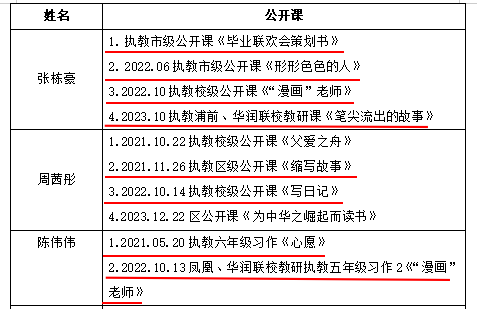 姓名 公开课
张栋豪
1. 执教市级公开课《毕业联欢会策划书》
2. 2022.06 执教市级公开课《形形色色的人》
3.2022.10 执教校级公开课《“漫画”老师》
4.2023.10 执教浦前、华润联校教研课《笔尖流出的故事》
周茜彤
1.2021.10.22 执教校级公开课《父爱之舟》
2.2021.11.26 执教区级公开课《缩写故事》
3.2022.10.14 执教校级公开课《写日记》
4.2023.12.22 区公开课《为中华之崛起而读书》
陈伟伟
1.2021.05.20 执教六年级习作《心愿》
2.2022.10.13 凤凰、华润联校教研执教五年级习作 2《“漫画”
老师》